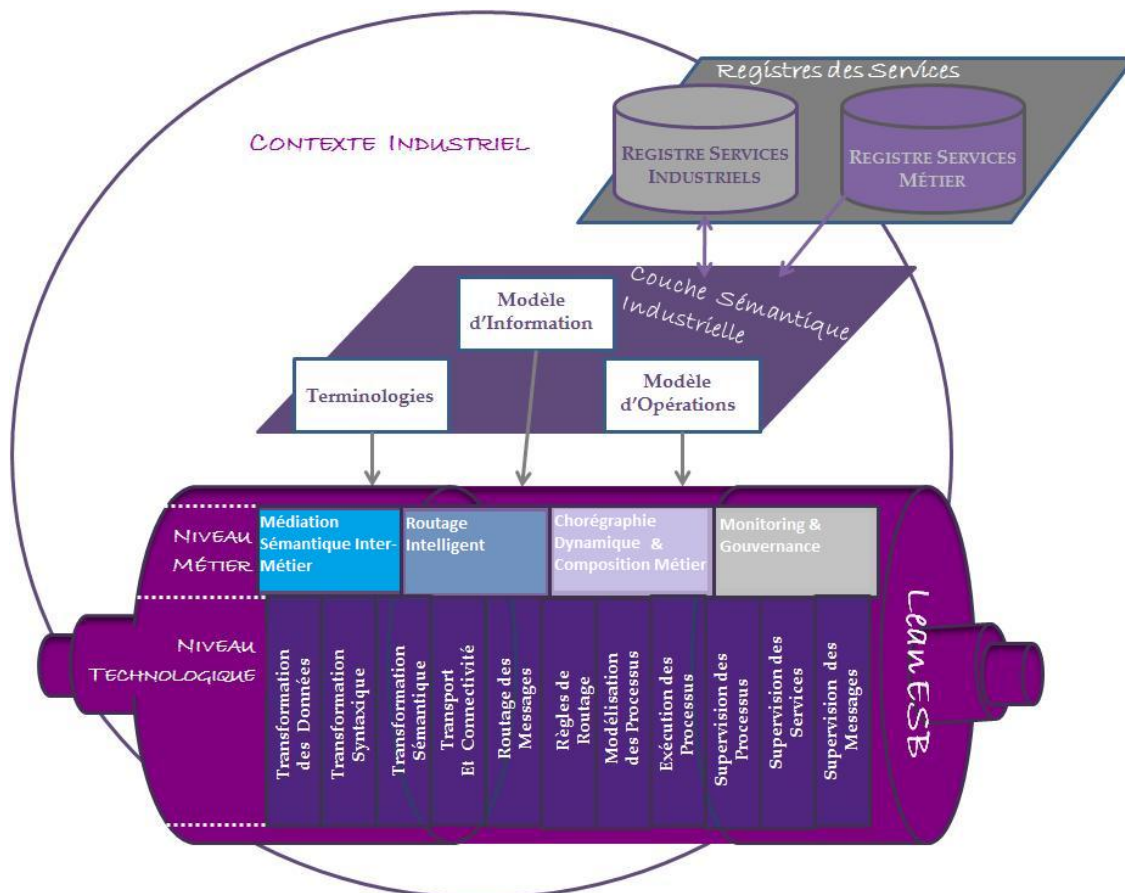 Registres des Services
CONTEXTE INDUSTRIEL
REGISTRE SERVICES
INDUSTRIELS
REGISTRE SERVICES
MÉTIER
Couche Sémantique
Industrielle
Modèle
d'Information
Terminologies
Modèle
d'Opérations
NIVEAU
MÉTIER
Médiation
Sémantique Inter-
Métier
Routage
Intelligent
Chorégraphie
Dynamique &
Composition Métier
Monitoring &
Gouvernance
NIVEAU
TECHNOLOGIQUE
Transformation
des Données
Transformation
Syntaxique
Transformation
Sémantique
Transport
Et Connectivité
Routage des
Messages
Règles de
Routage
Modélisation
des Processus
Exécution des
Processus
Supervision des
Processus
Supervision des
Services
Supervision des
Messages
LeanESB